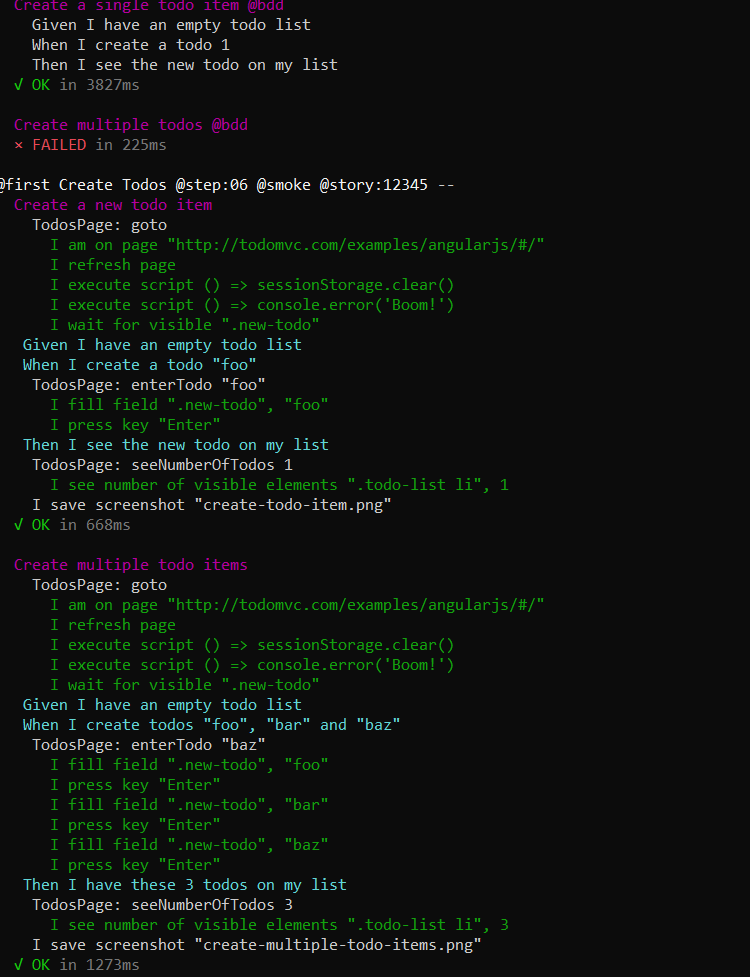 Create a single todo item @bdd
Given I have an empty todo list
When I create a todo 1
Then I see the new todo on my list
√ OK in 3827ms
Create multiple todos @bdd
× FAILED in 225ms
@first Create Todos @step:06 @smoke @story:12345 --
Create a new todo item
TodosPage: goto
I am on page "http://todomvc.com/examples/angularjs/#/"
I refresh page
I execute script () => sessionStorage.clear()
I execute script () => console.error('Boom!')
I wait for visible ".new-todo"
Given I have an empty todo list
When I create a todo "foo"
TodosPage: enterTodo "foo"
I fill field ".new-todo", "foo"
I press key "Enter"
Then I see the new todo on my list
TodosPage: seeNumberOfTodos 1
I see number of visible elements ".todo-list li", 1
I save screenshot "create-todo-item.png"
√ OK in 668ms
Create multiple todo items
TodosPage: goto
I am on page "http://todomvc.com/examples/angularjs/#/"
I refresh page
I execute script () => sessionStorage.clear()
I execute script () => console.error('Boom!')
I wait for visible ".new-todo"
Given I have an empty todo list
When I create todos "foo", "bar" and "baz"
TodosPage: enterTodo "baz"
I fill field ".new-todo", "foo"
I press key "Enter"
I fill field ".new-todo", "bar"
I press key "Enter"
I fill field ".new-todo", "baz"
I press key "Enter"
Then I have these 3 todos on my list
TodosPage: seeNumberOfTodos 3
I see number of visible elements ".todo-list li", 3
I save screenshot "create-multiple-todo-items.png"
√ OK in 1273ms